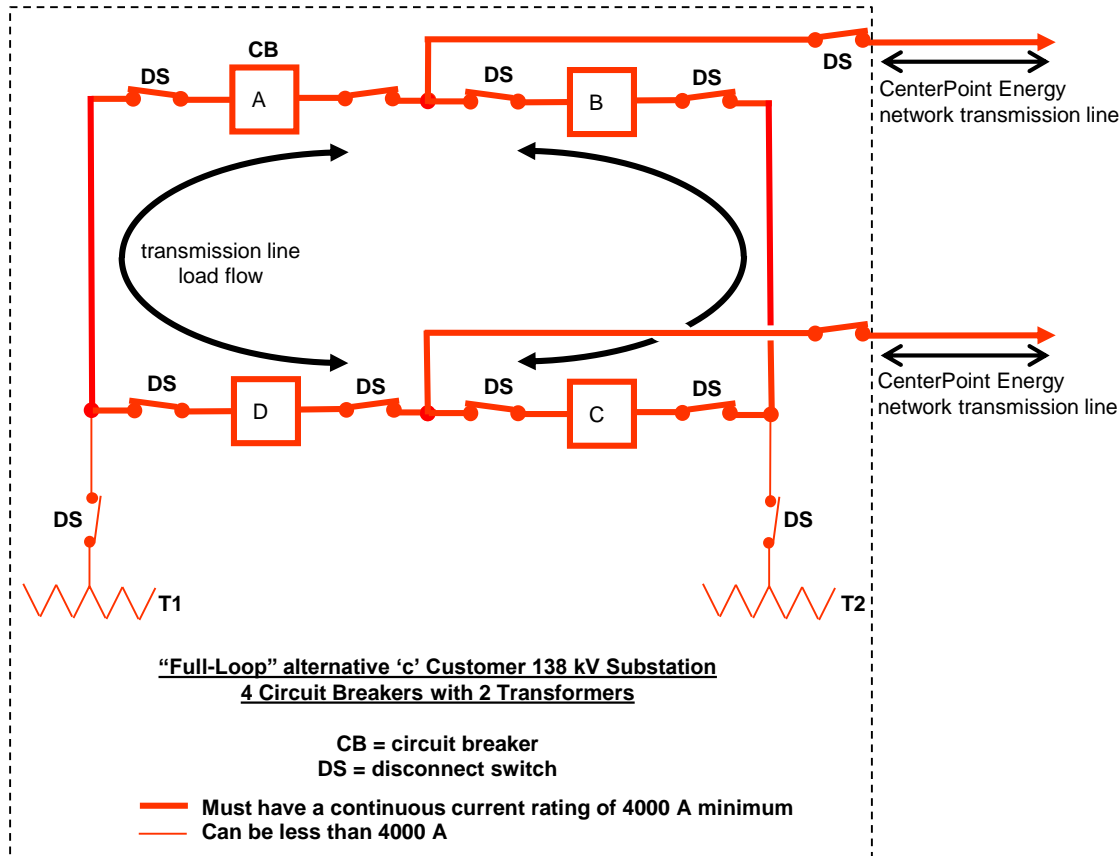 CB
DS
DS
DS
DS
A
B
CenterPoint Energy
network transmission line
transmission line
load flow
DS
DS
DS
DS
D
C
CenterPoint Energy
network transmission line
DS
DS
T1
T2
“Full-Loop” alternative ‘c’ Customer 138 kV Substation
4 Circuit Breakers with 2 Transformers
CB = circuit breaker
DS = disconnect switch
Must have a continuous current rating of 4000 A minimum
Can be less than 4000 A